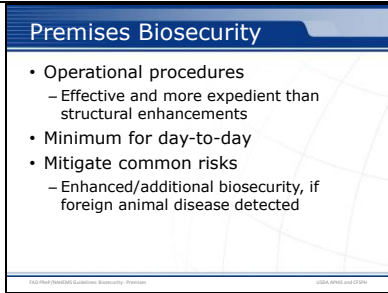 Premises Biosecurity
• Operational procedures
– Effective and more expedient than
structural enhancements
• Minimum for day-to-day
• Mitigate common risks
– Enhanced/additional biosecurity, if
foreign animal disease detected
FAD PReP/NAHEMS Guidelines: Biosecurity- Premises
USDA APHIS and CFSPH